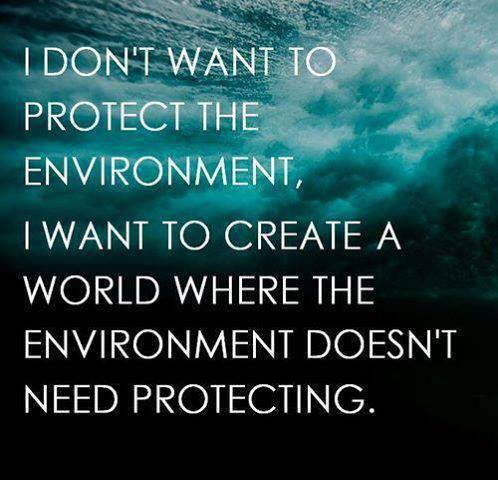 I DON'T WANT TO
PROTECT THE
ENVIRONMENT,
I WANT TO CREATE A
WORLD WHERE THE
ENVIRONMENT DOESN'T
NEED PROTECTING.